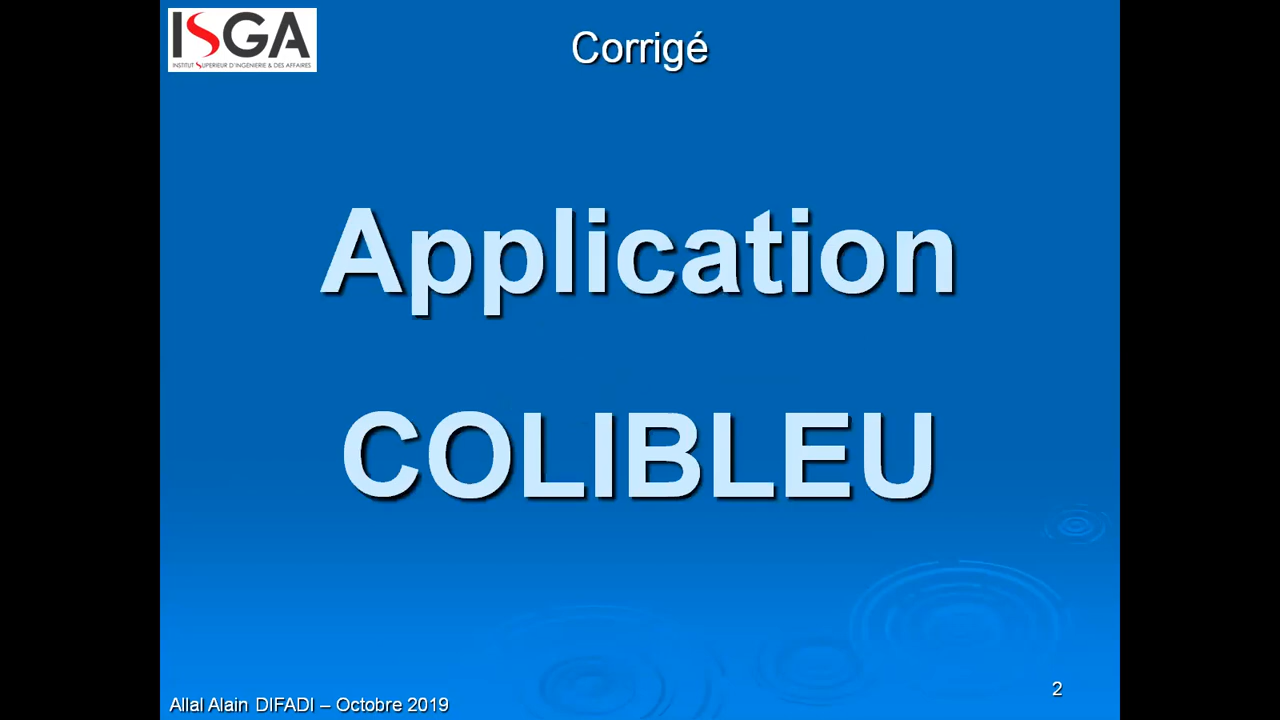 ISGA
INSTITUT SUPERIEUR D'INGENIERIE & DES AFFAIRES
Corrigé
Application
COLIBLEU
Allal Alain DIFADI – Octobre 2019
2